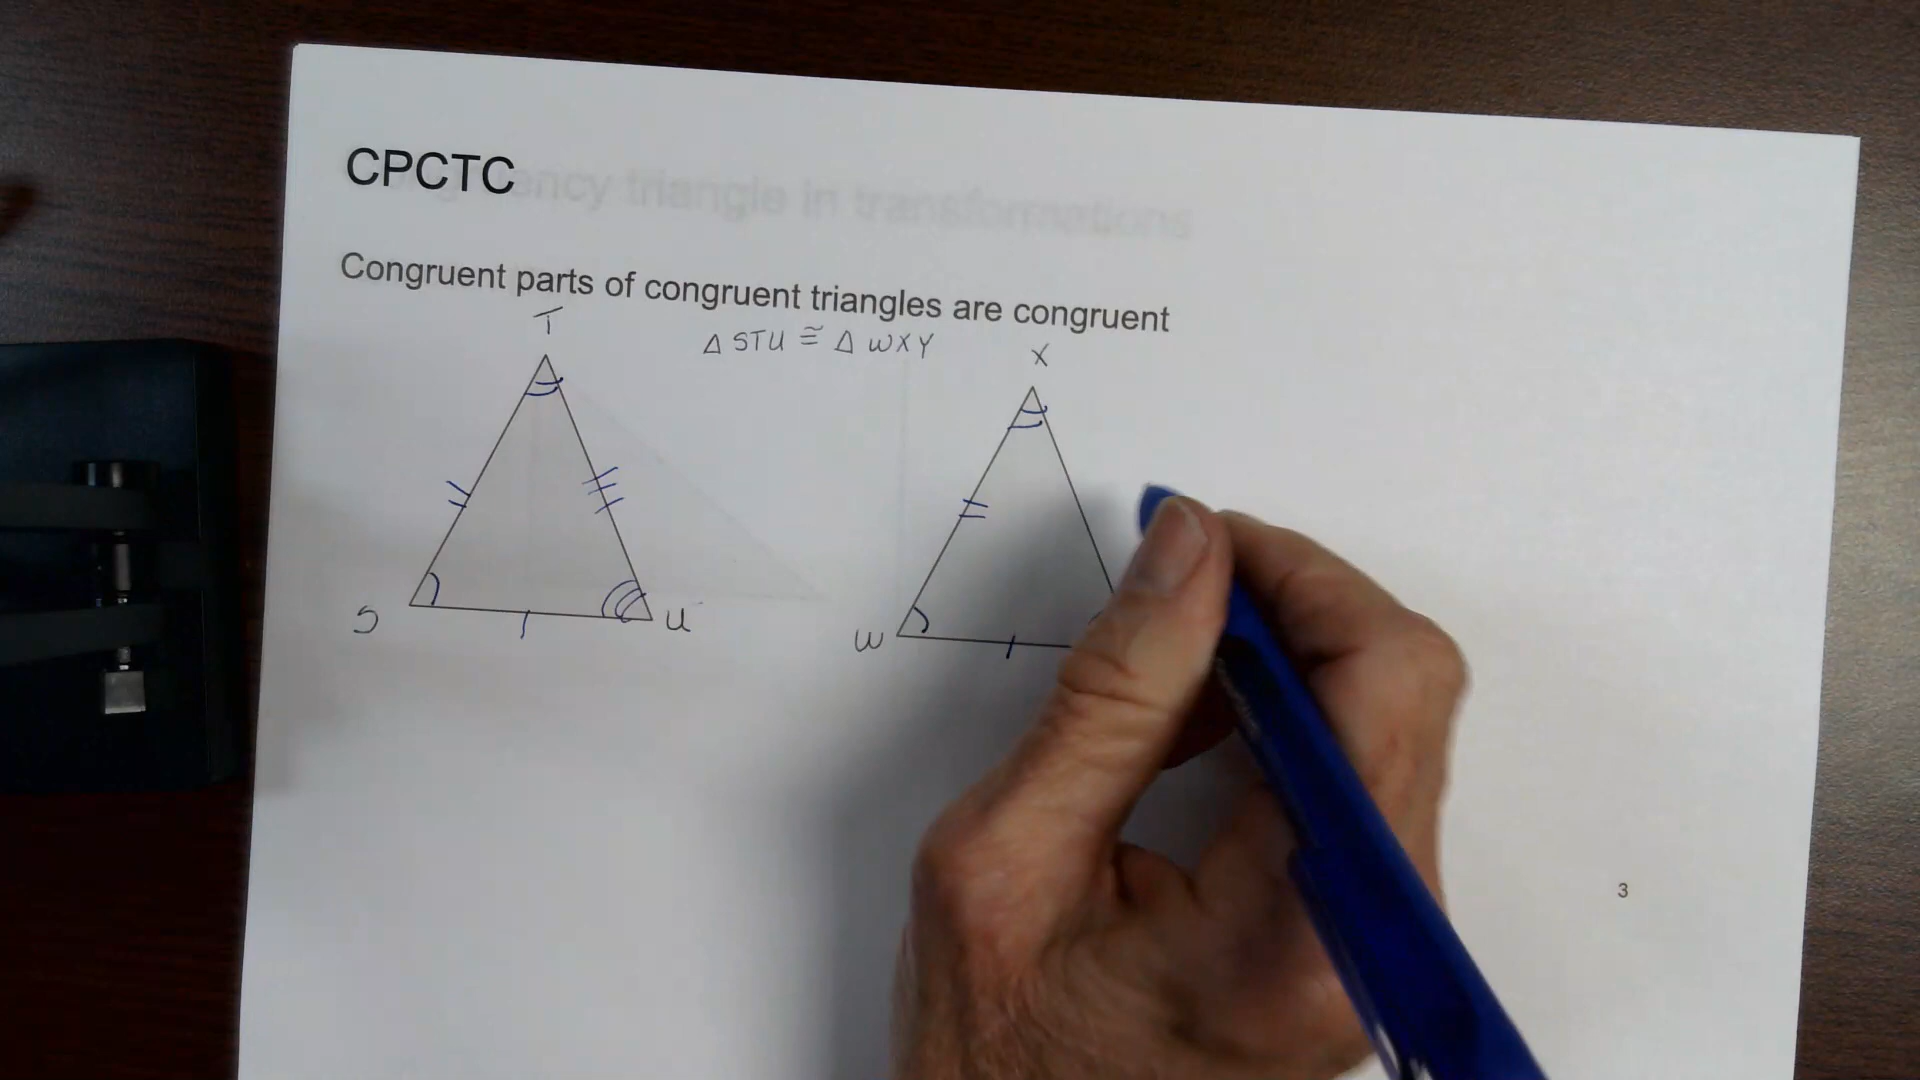 CPCTC
Congruent parts of congruent triangles are congruent
Δ STU ≅ Δ WXY
T
X
S
U
W
3